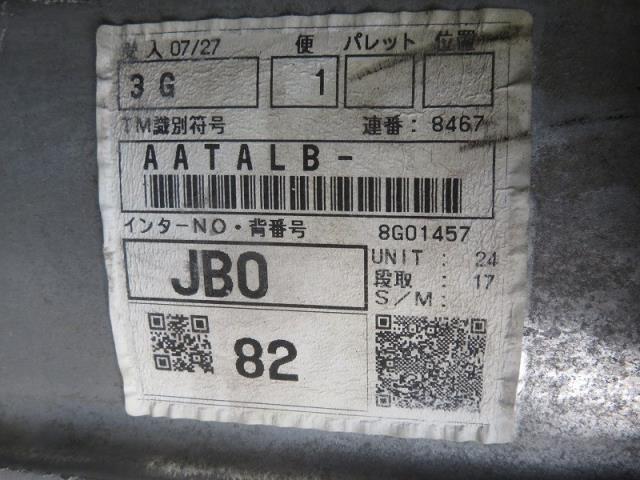 入 07/27 便 パレット 位置
3 G 1
TM識別符号 連番: 8467
AATALB-
インターNO・背番号 8G01457
JB0
UNIT : 24
段取 : 17
S/M:
82